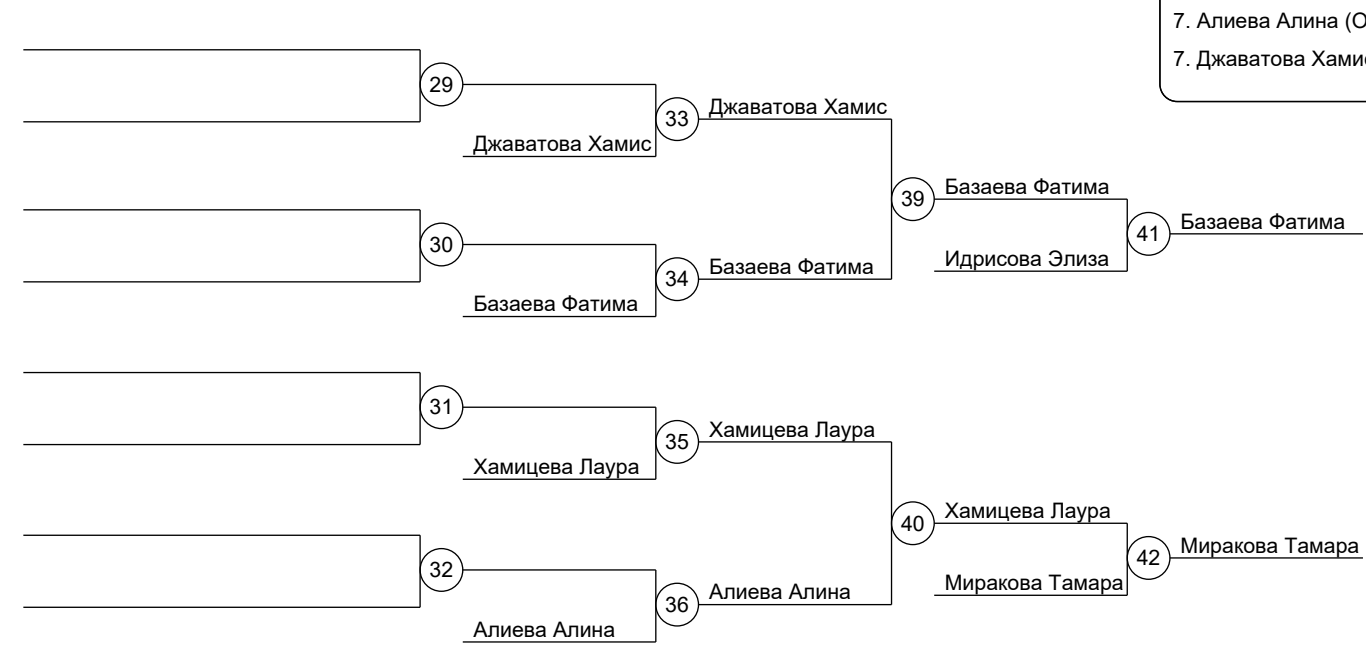 7. Алиева Алина (О
7. Джаватова Хамис
29
33
Джаватова Хамис
Джаватова Хамис
39
Базаева Фатима
30
34
Базаева Фатима
Базаева Фатима
Идрисова Элиза
41
Базаева Фатима
31
35
Хамицева Лаура
Хамицева Лаура
40
Хамицева Лаура
32
36
Алиева Алина
Алиева Алина
Миракова Тамара
42
Миракова Тамара